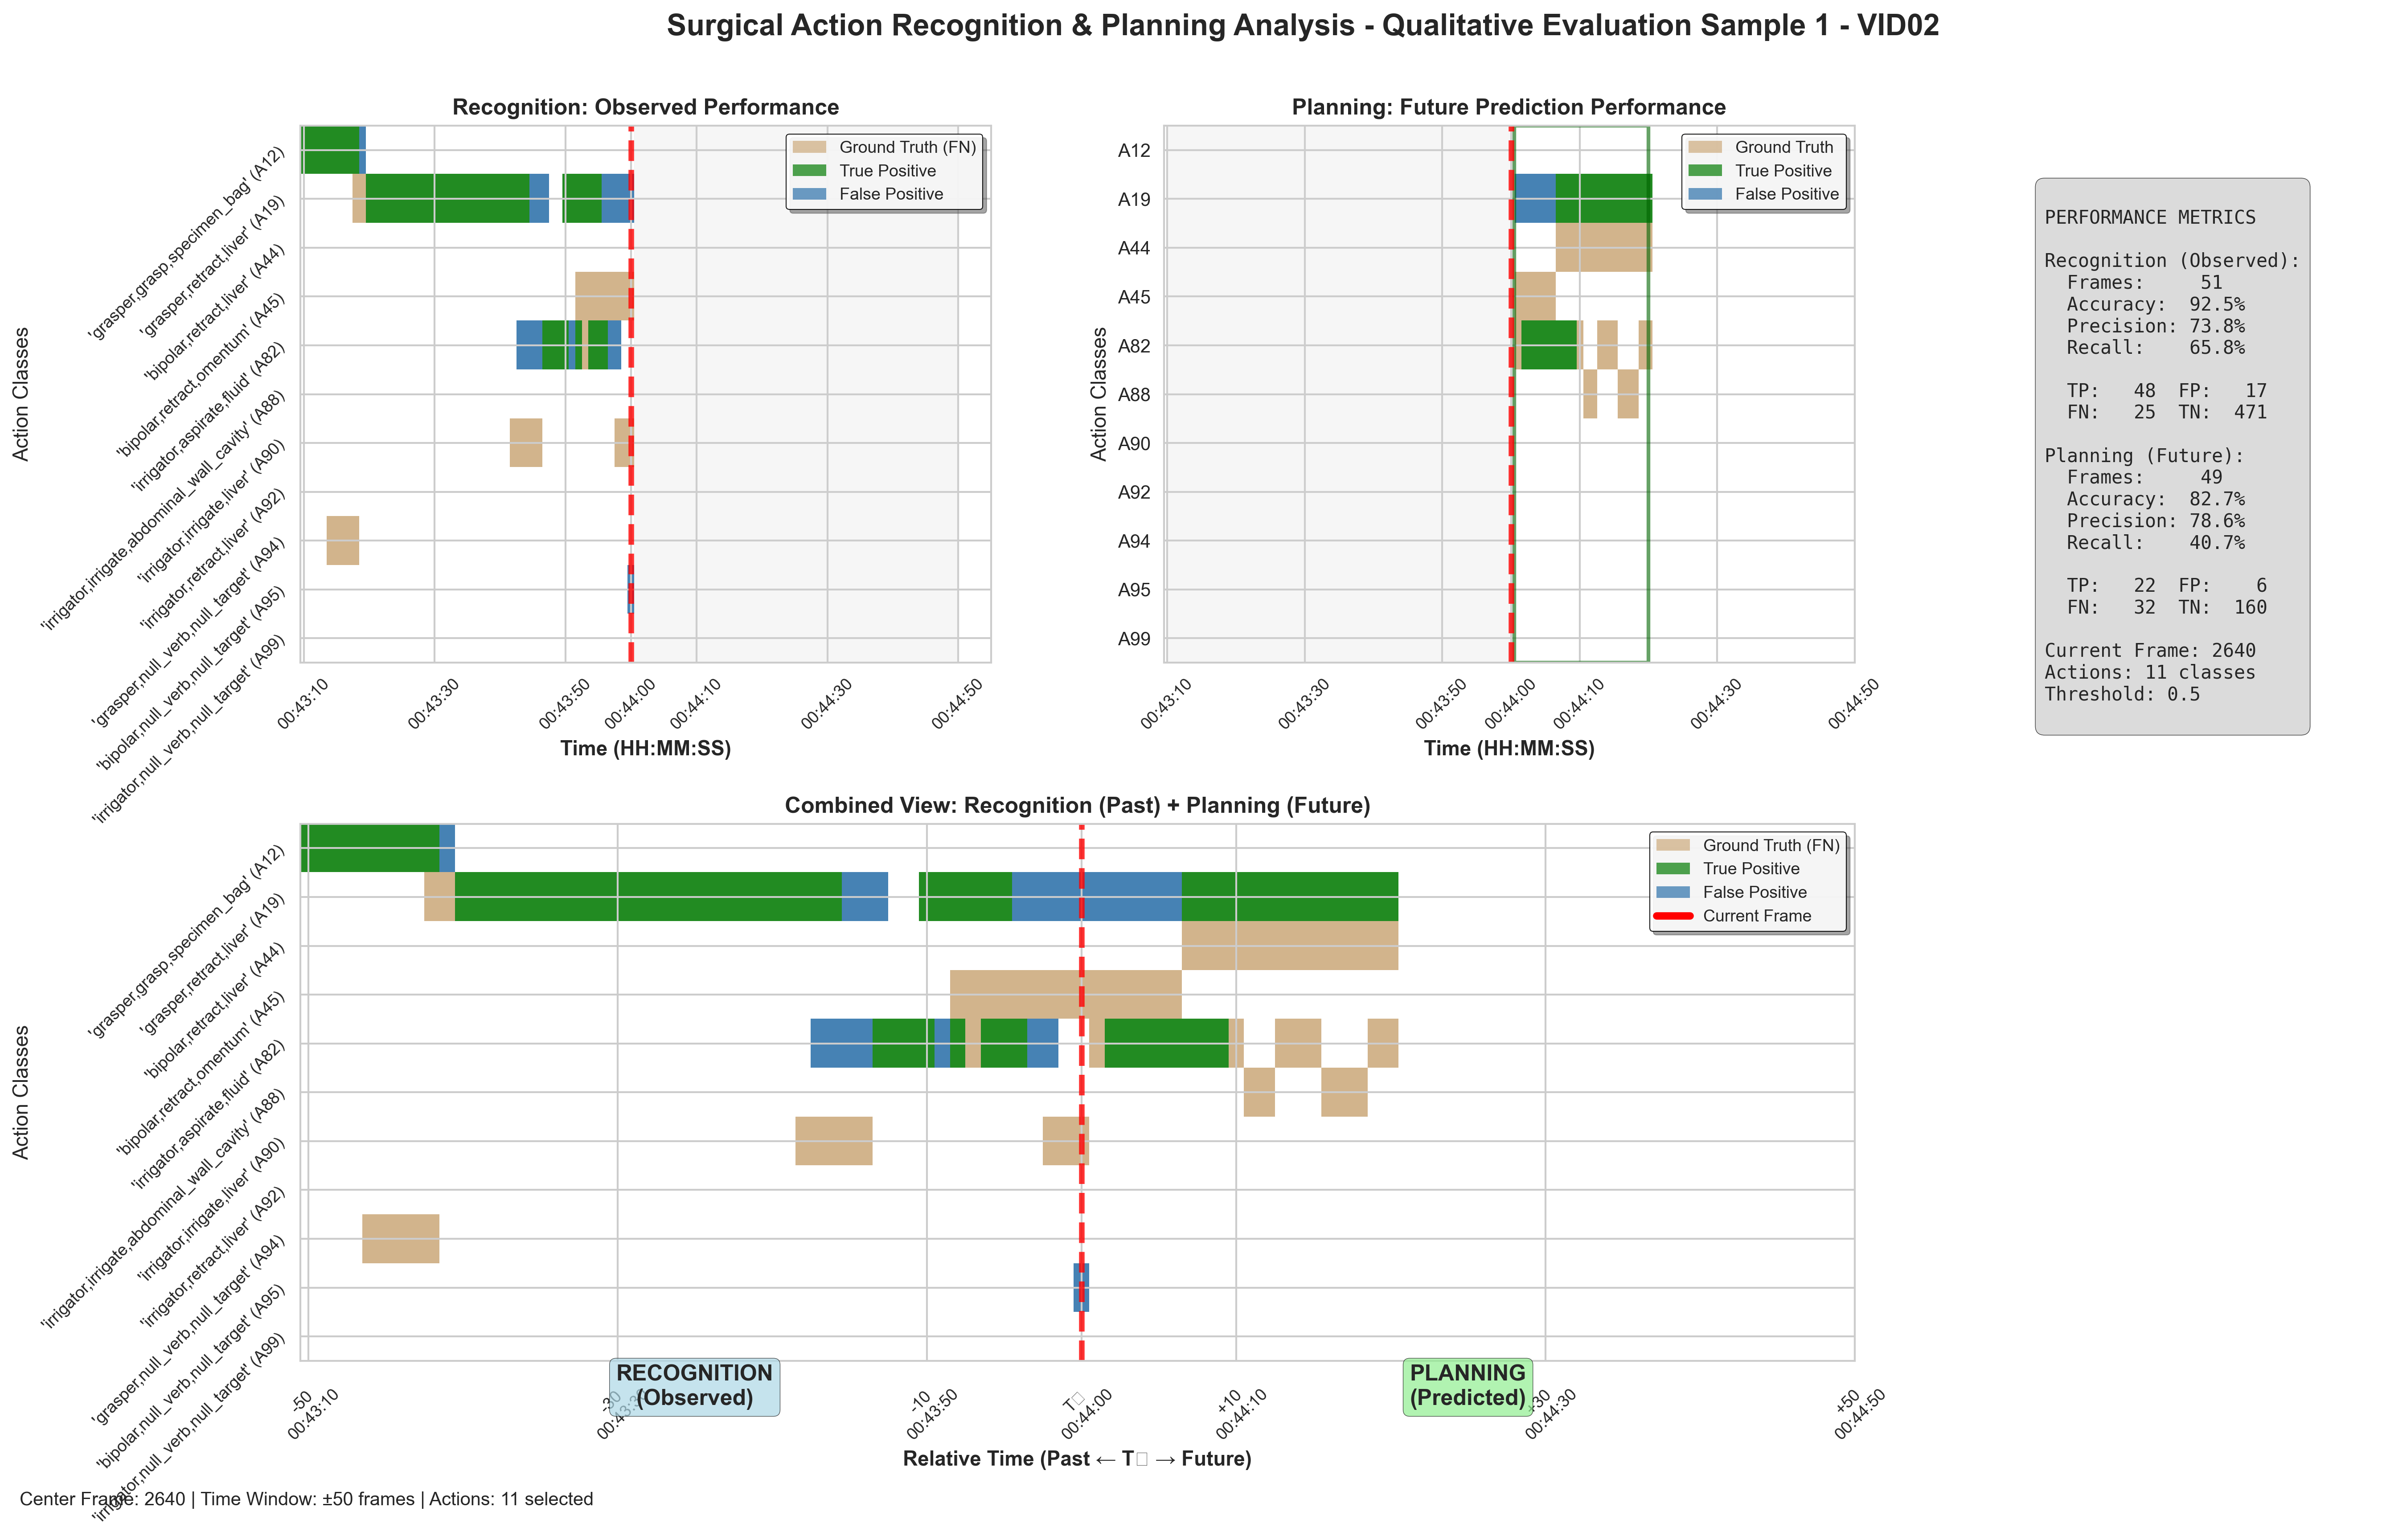 Surgical Action Recognition & Planning Analysis - Qualitative Evaluation Sample 1 - VID02
Recognition: Observed Performance
Ground Truth (FN)
True Positive
False Positive
Action Classes
'grasper,grasp,specimen_bag' (A12)
'grasper,retract,liver' (A19)
'bipolar,retract,liver' (A44)
'bipolar,retract,omentum' (A45)
'irrigator,aspirate,fluid' (A82)
'irrigator,irrigate,abdominal_wall_cavity' (A88)
'irrigator,irrigate,liver' (A90)
'irrigator,retract,liver' (A92)
'grasper,null_verb,null_target' (A94)
'bipolar,null_verb,null_target' (A95)
'irrigator,null_verb,null_target' (A99)
00:43:10
00:43:30
00:43:50
00:44:00
00:44:10
00:44:30
00:44:50
Time (HH:MM:SS)
Planning: Future Prediction Performance
Ground Truth
True Positive
False Positive
Action Classes
A12
A19
A44
A45
A82
A88
A90
A92
A94
A95
A99
00:43:10
00:43:30
00:43:50
00:44:00
00:44:10
00:44:30
00:44:50
Time (HH:MM:SS)
PERFORMANCE METRICS
Recognition (Observed):
Frames: 51
Accuracy: 92.5%
Precision: 73.8%
Recall: 65.8%
TP: 48 FP: 17
FN: 25 TN: 471
Planning (Future):
Frames: 49
Accuracy: 82.7%
Precision: 78.6%
Recall: 40.7%
TP: 22 FP: 6
FN: 32 TN: 160
Current Frame: 2640
Actions: 11 classes
Threshold: 0.5
Combined View: Recognition (Past) + Planning (Future)
Ground Truth (FN)
True Positive
False Positive
Current Frame
Action Classes
'grasper,grasp,specimen_bag' (A12)
'grasper,retract,liver' (A19)
'bipolar,retract,liver' (A44)
'bipolar,retract,omentum' (A45)
'irrigator,aspirate,fluid' (A82)
'irrigator,irrigate,abdominal_wall_cavity' (A88)
'irrigator,irrigate,liver' (A90)
'irrigator,retract,liver' (A92)
'grasper,null_verb,null_target' (A94)
'bipolar,null_verb,null_target' (A95)
'irrigator,null_verb,null_target' (A99)
-50
00:43:10
-30
00:43:30
-10
00:43:50
T□
00:44:00
+10
00:44:10
+30
00:44:30
+50
00:44:50
RECOGNITION
(Observed)
PLANNING
(Predicted)
Relative Time (Past ← T□ → Future)
Center Frame: 2640 | Time Window: ±50 frames | Actions: 11 selected